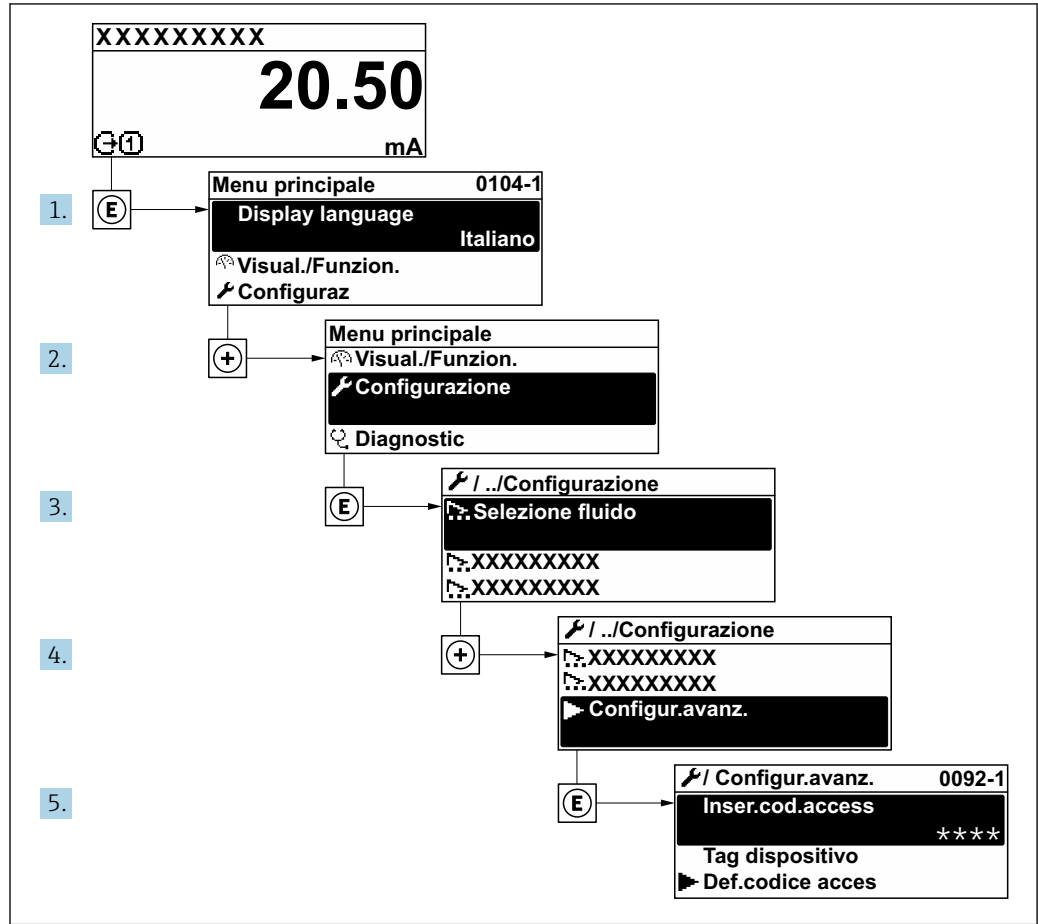 XXXXXXXXX
20.50
mA
1.
E
Menu principale 0104-1
Display language
Italiano
Visual./Funzion.
Configuraz
2.
+
Menu principale
Visual./Funzion.
Configurazione
Diagnostic
3.
E
/ ../Configurazione
Selezione fluido
XXXXXXXXX
XXXXXXXXX
4.
+
/ ../Configurazione
XXXXXXXXX
XXXXXXXXX
Configur.avanz.
5.
E
/ Configur.avanz. 0092-1
Inser.cod.access
****
Tag dispositivo
Def.codice acces